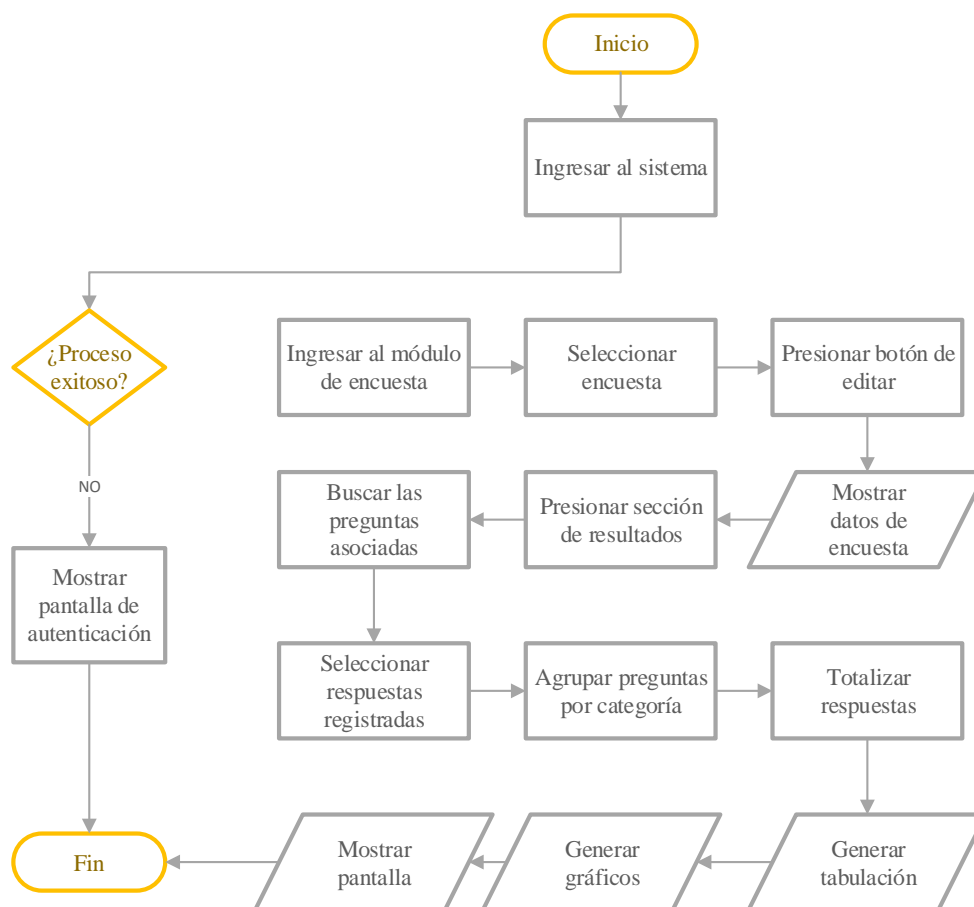 Inicio
Ingresar al sistema
¿Proceso
exitoso?
NO
Mostrar
pantalla de
autenticación
Ingresar al módulo
de encuesta
Seleccionar
encuesta
Presionar botón de
editar
Mostrar
datos de
encuesta
Presionar sección
de resultados
Buscar las
preguntas
asociadas
Seleccionar
respuestas
registradas
Agrupar preguntas
por categoría
Totalizar
respuestas
Generar
tabulación
Generar
gráficos
Mostrar
pantalla
Fin